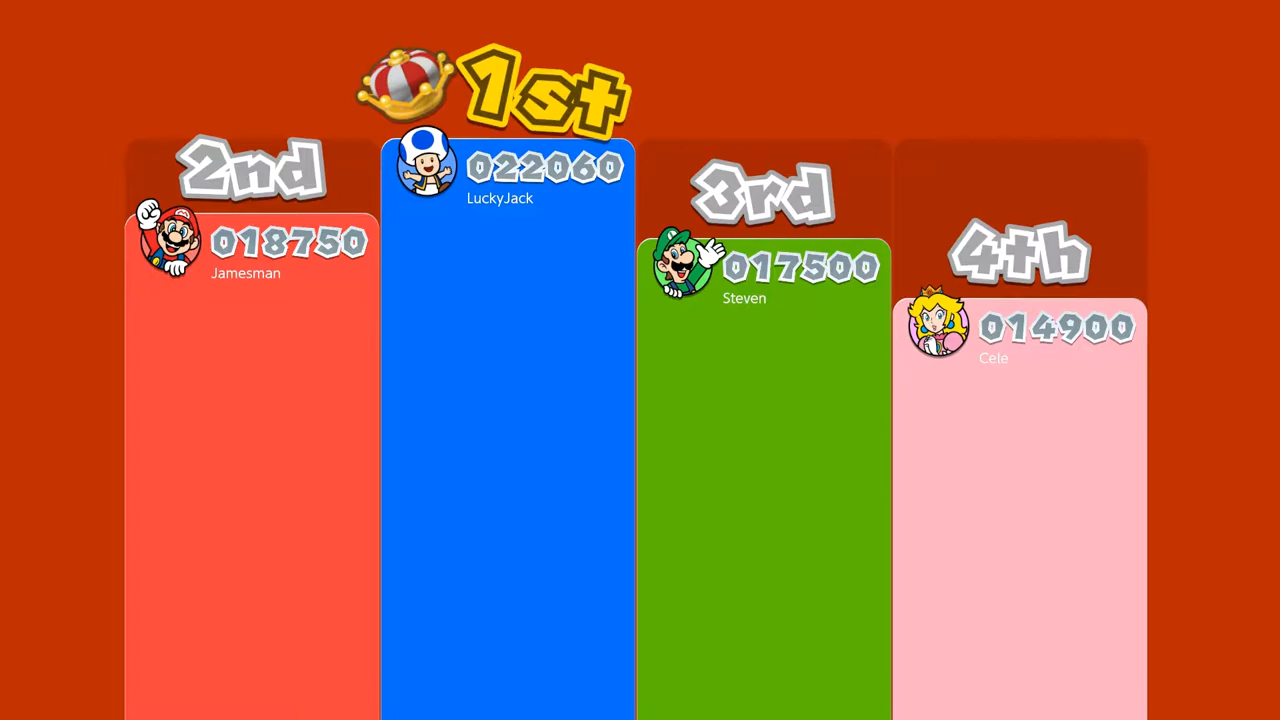 2nd
018750
Jamesman
1st
022060
LuckyJack
3rd
017500
Steven
4th
014900
Cele